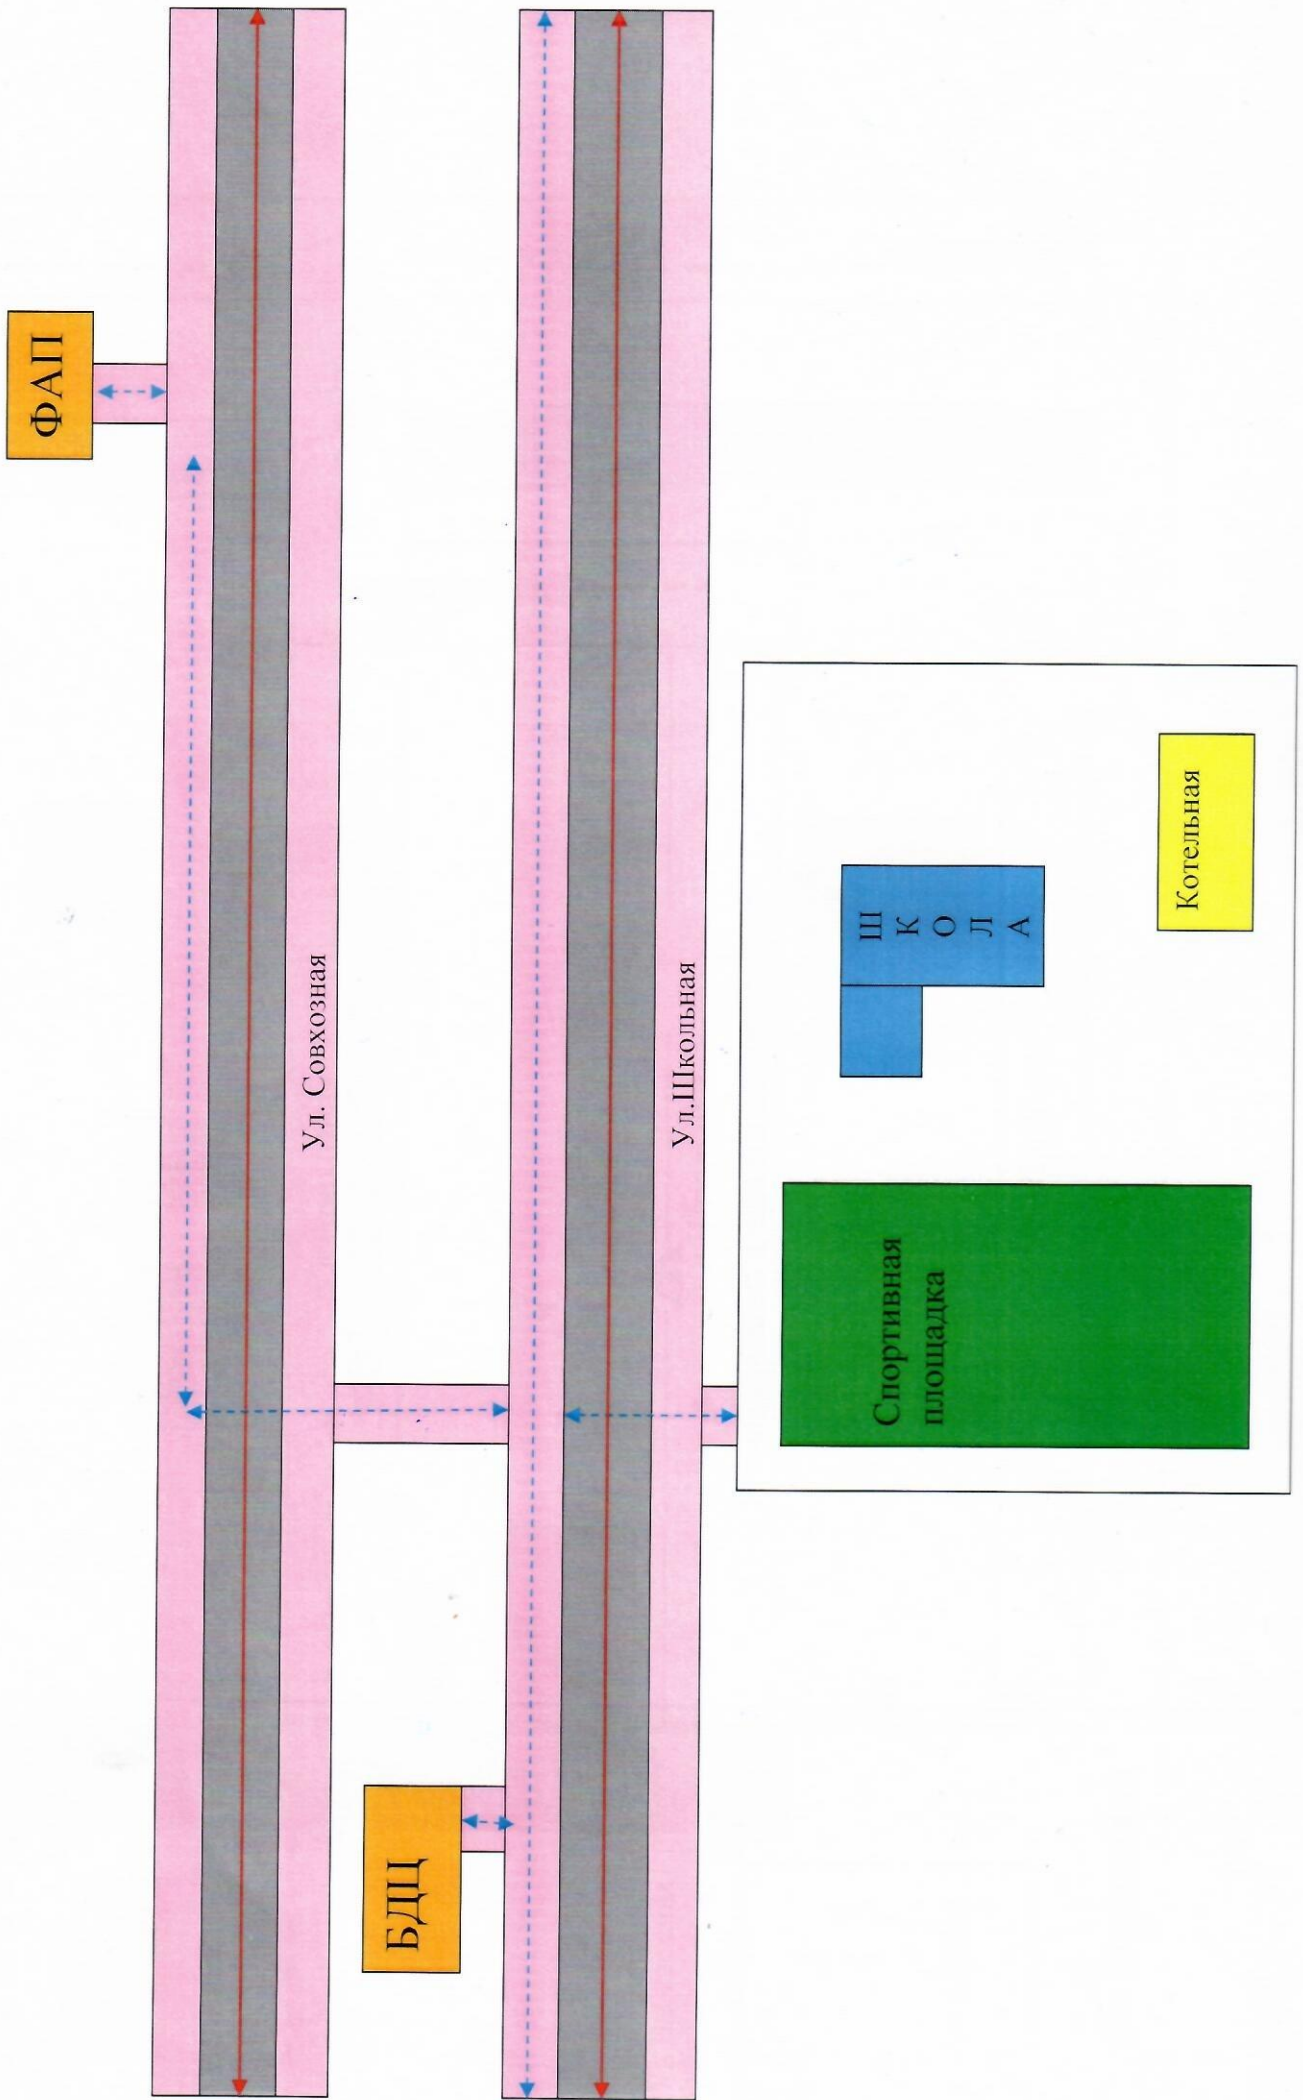 ФАП
Ул. Совхозная
БДЦ
Ул.Школьная
Спортивная
площадка
Ш
К
О
Л
А
Котельная